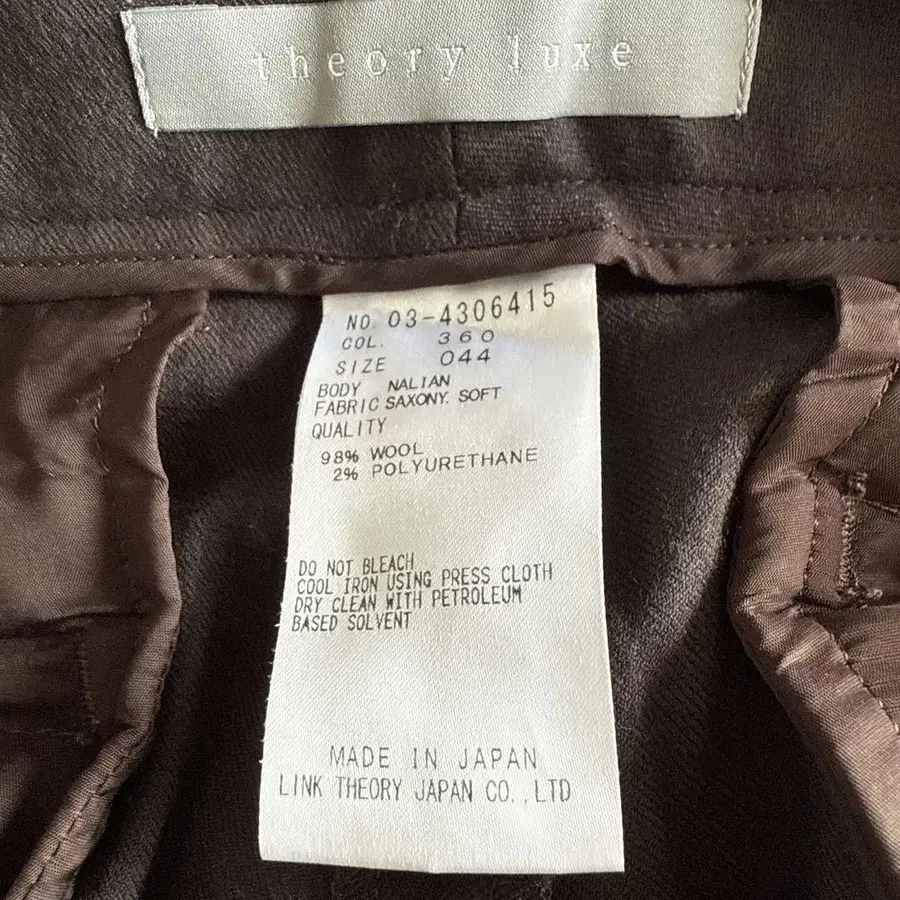 theory luxe
NO. 03-4306415
COL. 360
SIZE 044
BODY NALIAN
FABRIC SAXONY. SOFT
QUALITY
98% WOOL
2% POLYURETHANE
DO NOT BLEACH
COOL IRON USING PRESS CLOTH
DRY CLEAN WITH PETROLEUM
BASED SOLVENT
MADE IN JAPAN
LINK THEORY JAPAN CO., LTD